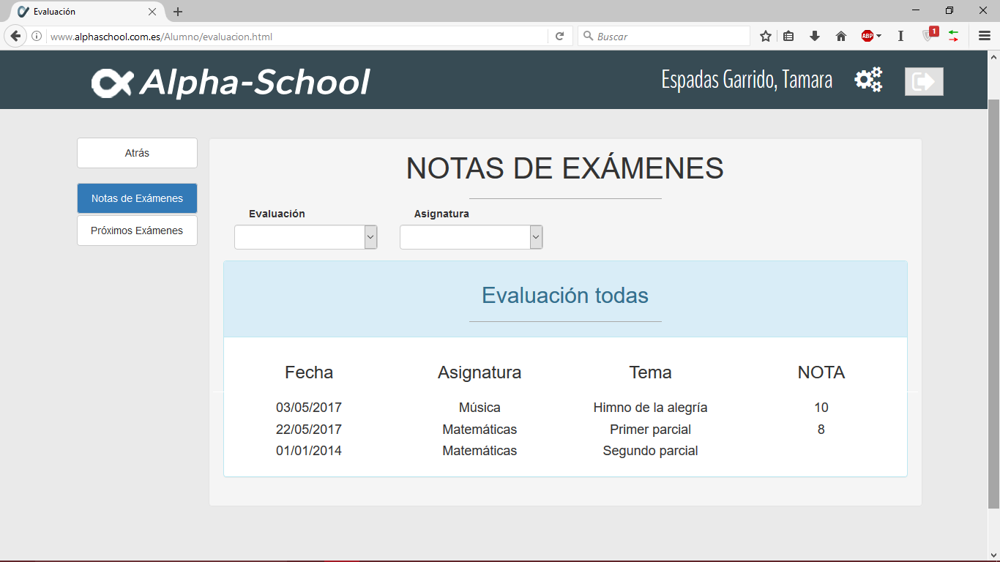 Evaluación
www.alphaschool.com.es/Alumno/evaluacion.html
Buscar
ABP
1
Alpha-School
Espadas Garrido, Tamara
Atrás
Notas de Exámenes
Próximos Exámenes
NOTAS DE EXÁMENES
Evaluación Asignatura
Evaluación todas
Fecha Asignatura Tema NOTA
03/05/2017 Música Himno de la alegría 10
22/05/2017 Matemáticas Primer parcial 8
01/01/2014 Matemáticas Segundo parcial